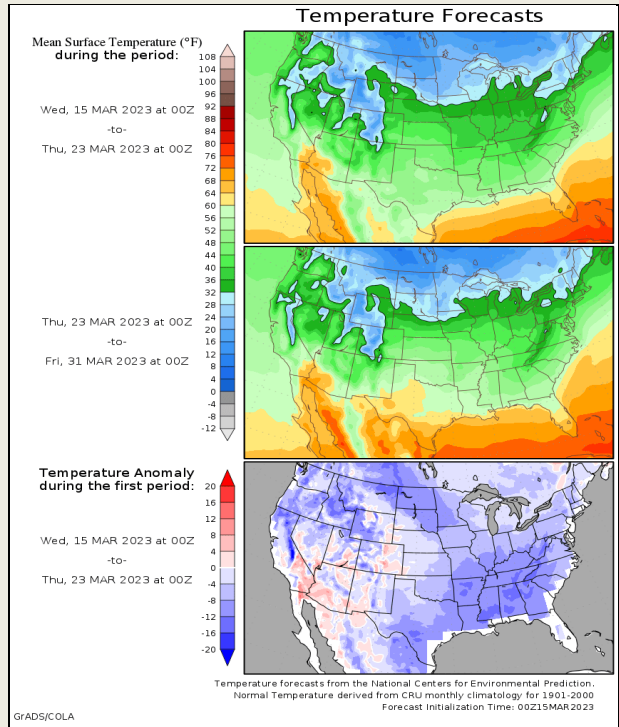 Temperature Forecasts
Mean Surface Temperature (°F)
during the period:
Wed, 15 MAR 2023 at 00Z
-to-
Thu, 23 MAR 2023 at 00Z
108
104
100
96
92
88
84
80
76
72
68
64
60
56
52
48
44
40
36
32
28
24
20
16
12
8
4
0
-4
-8
-12
Thu, 23 MAR 2023 at 00Z
-to-
Fri, 31 MAR 2023 at 00Z
Temperature Anomaly
during the first period:
Wed, 15 MAR 2023 at 00Z
-to-
Thu, 23 MAR 2023 at 00Z
20
16
12
8
4
0
-4
-8
-12
-16
-20
Temperature forecasts from the National Centers for Environmental Prediction.
Normal Temperature derived from CRU monthly climatology for 1901-2000
Forecast Initialization Time: 00Z15MAR2023
GrADS/COLA